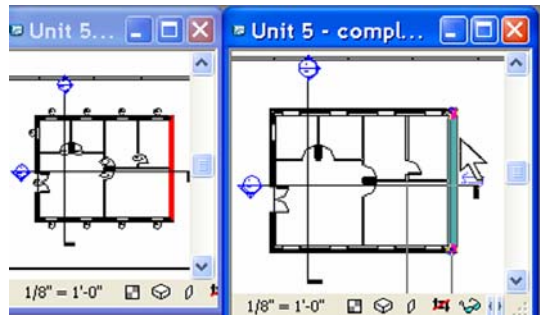 Unit 5...
Unit 5 - compl...
1/8" = 1'-0"
1/8" = 1'-0"